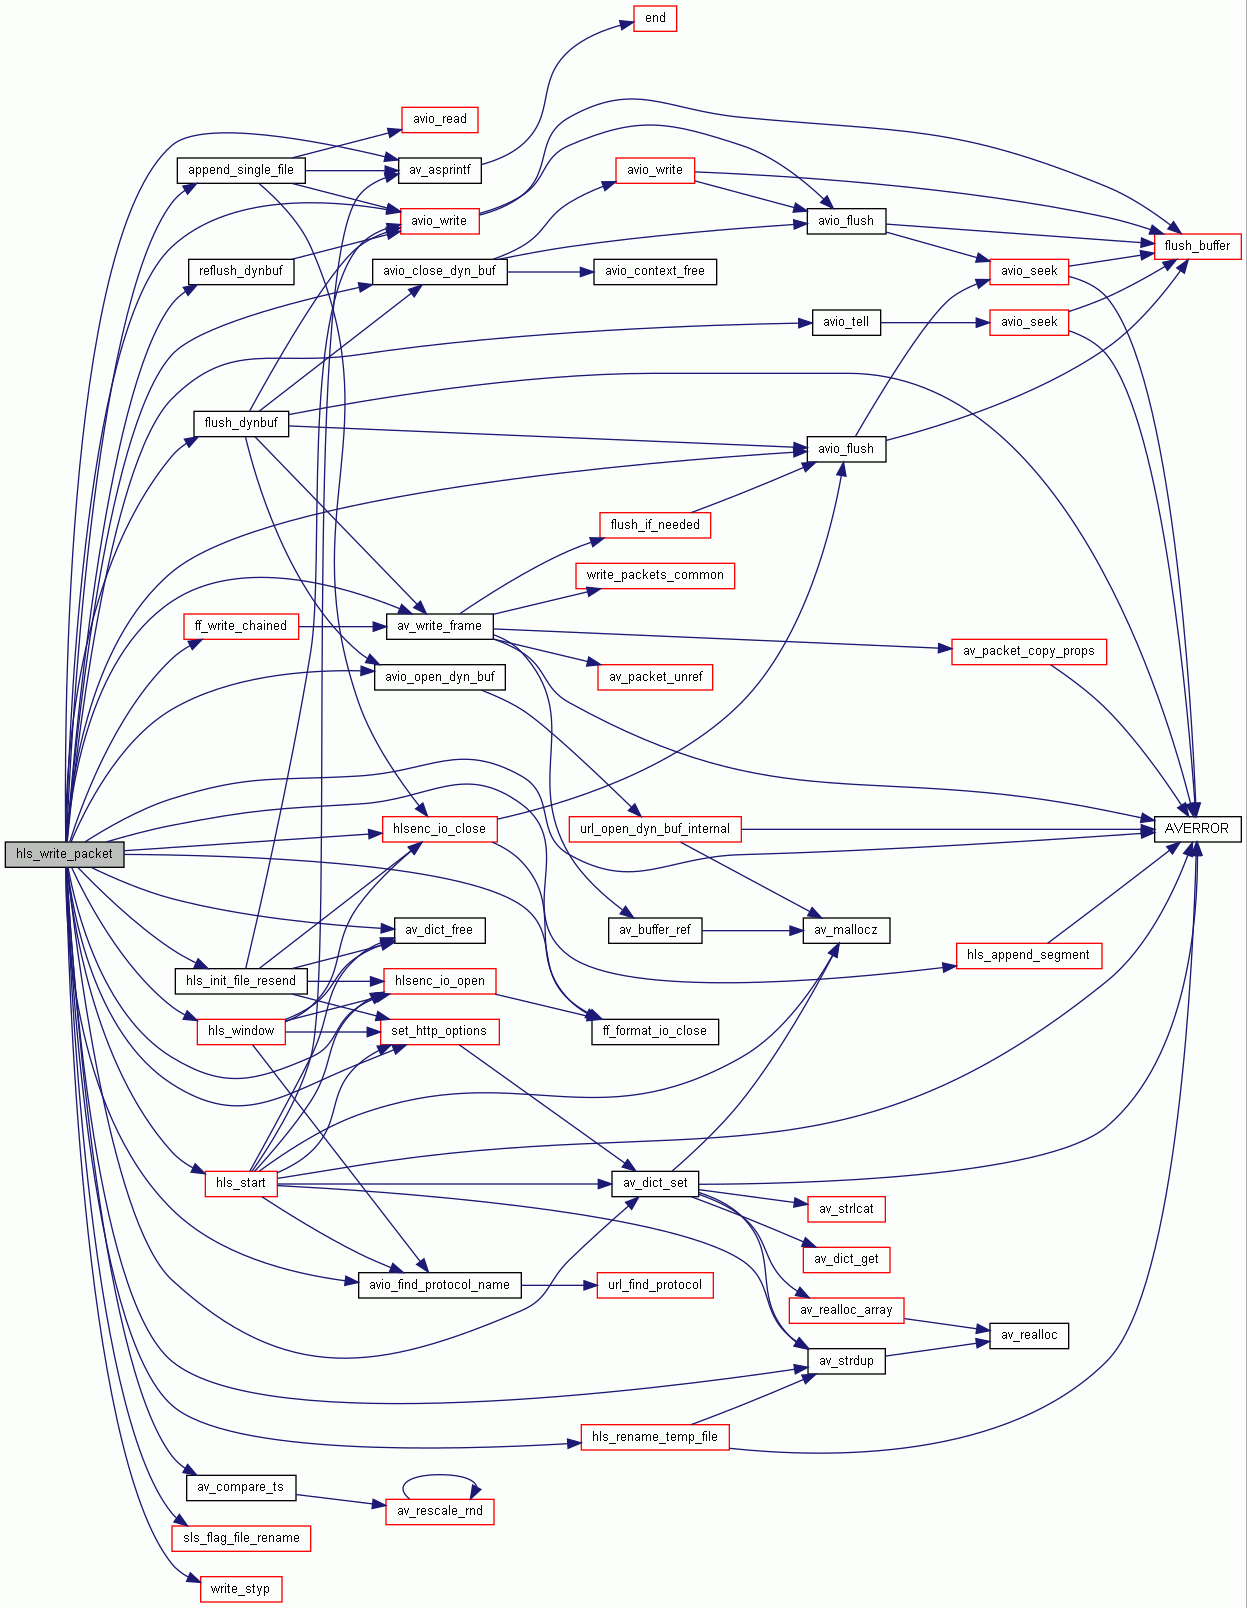 end
avio_read
append_single_file
av_asprintf
avio_write
avio_write
avio_flush
flush_buffer
reflush_dynbuf
avio_close_dyn_buf
avio_context_free
avio_seek
avio_tell
avio_seek
flush_dynbuf
avio_flush
flush_if_needed
write_packets_common
ff_write_chained
av_write_frame
av_packet_copy_props
avio_open_dyn_buf
av_packet_unref
hlsenc_io_close
url_open_dyn_buf_internal
AVERROR
hls_write_packet
av_dict_free
av_buffer_ref
av_mallocz
hls_append_segment
hls_init_file_resend
hlsenc_io_open
hls_window
set_http_options
ff_format_io_close
hls_start
av_dict_set
av_strlcat
av_dict_get
avio_find_protocol_name
url_find_protocol
av_realloc_array
av_realloc
av_strdup
hls_rename_temp_file
av_compare_ts
av_rescale_rnd
sls_flag_file_rename
write_styp